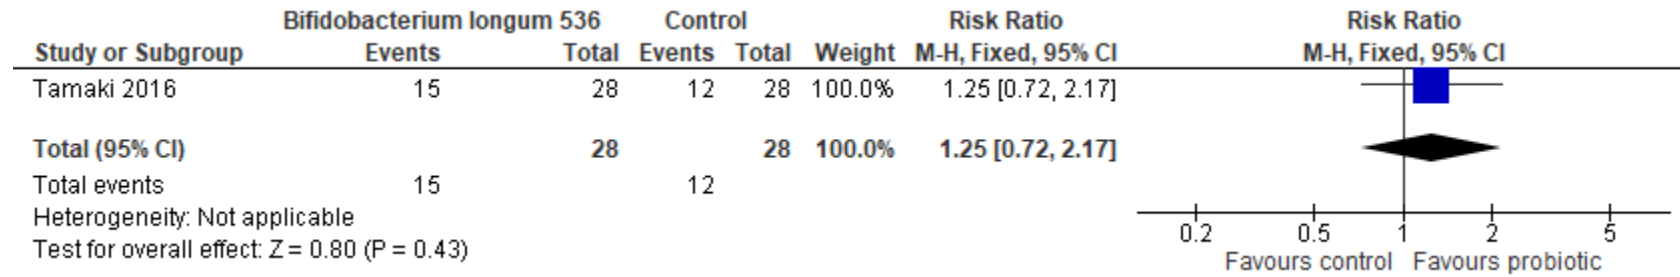 Bifidobacterium longum 536 Control Risk Ratio Risk Ratio
Study or Subgroup Events Total Events Total Weight M-H, Fixed, 95% CI M-H, Fixed, 95% CI
Tamaki 2016 15 28 12 28 100.0% 1.25 [0.72, 2.17]
Total (95% CI) 28 28 100.0% 1.25 [0.72, 2.17]
Total events 15 12
Heterogeneity: Not applicable
Test for overall effect: Z = 0.80 (P = 0.43)
0.2 0.5 1 2 5
Favours control Favours probiotic